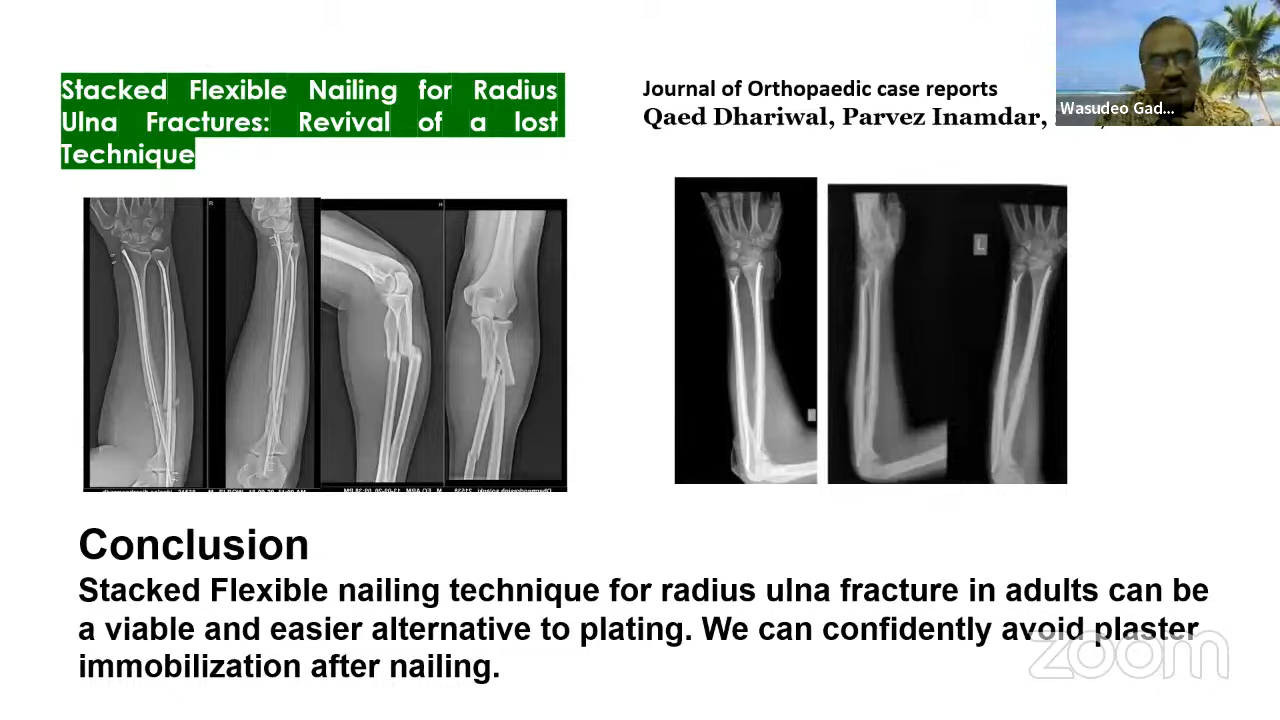 Stacked Flexible Nailing for Radius
Ulna Fractures: Revival of a lost
Technique
Journal of Orthopaedic case reports
Qaed Dhariwal, Parvez Inamdar,
Wasudeo Gad...
R
H
L
Conclusion
Stacked Flexible nailing technique for radius ulna fracture in adults can be
a viable and easier alternative to plating. We can confidently avoid plaster
immobilization after nailing.
zoom